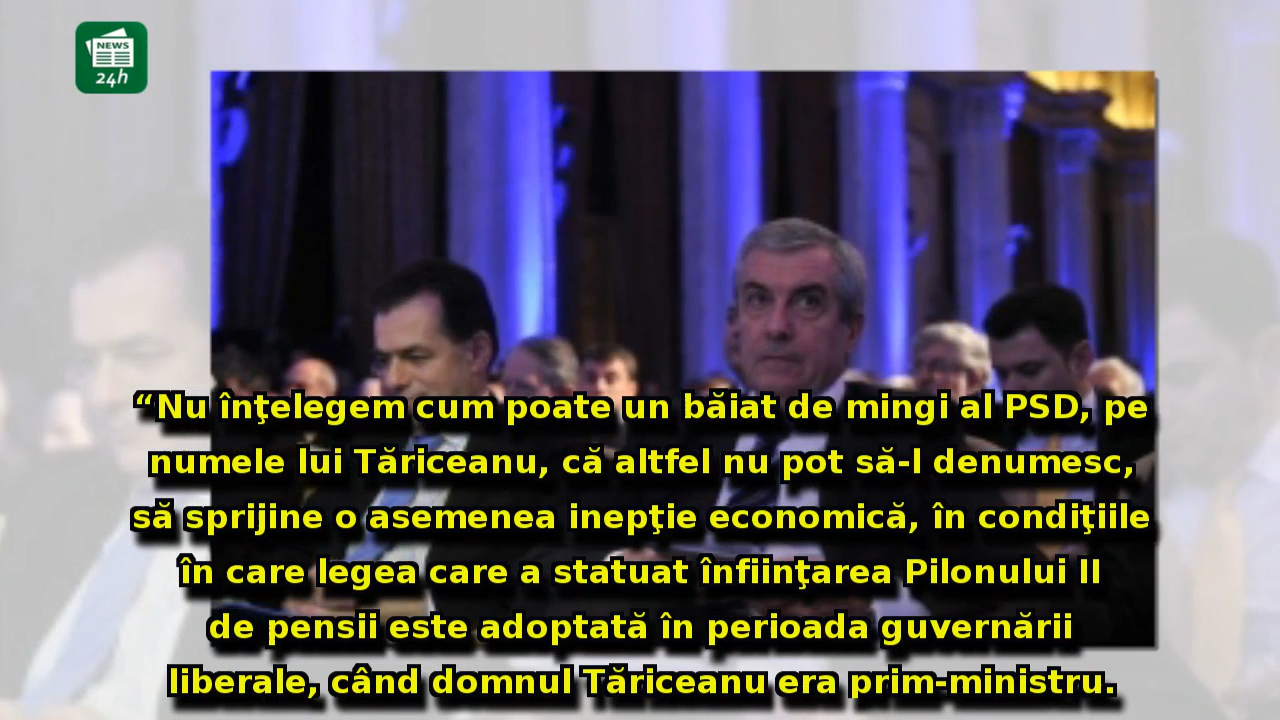 NEWS
24h
“Nu înţelegem cum poate un băiat de mingi al PSD, pe
numele lui Tăriceanu, că altfel nu pot să-l denumesc,
să sprijine o asemenea inepţie economică, în condiţiile
în care legea care a statuat înfiinţarea Pilonului II
de pensii este adoptată în perioada guvernării
liberale, când domnul Tăriceanu era prim-ministru.